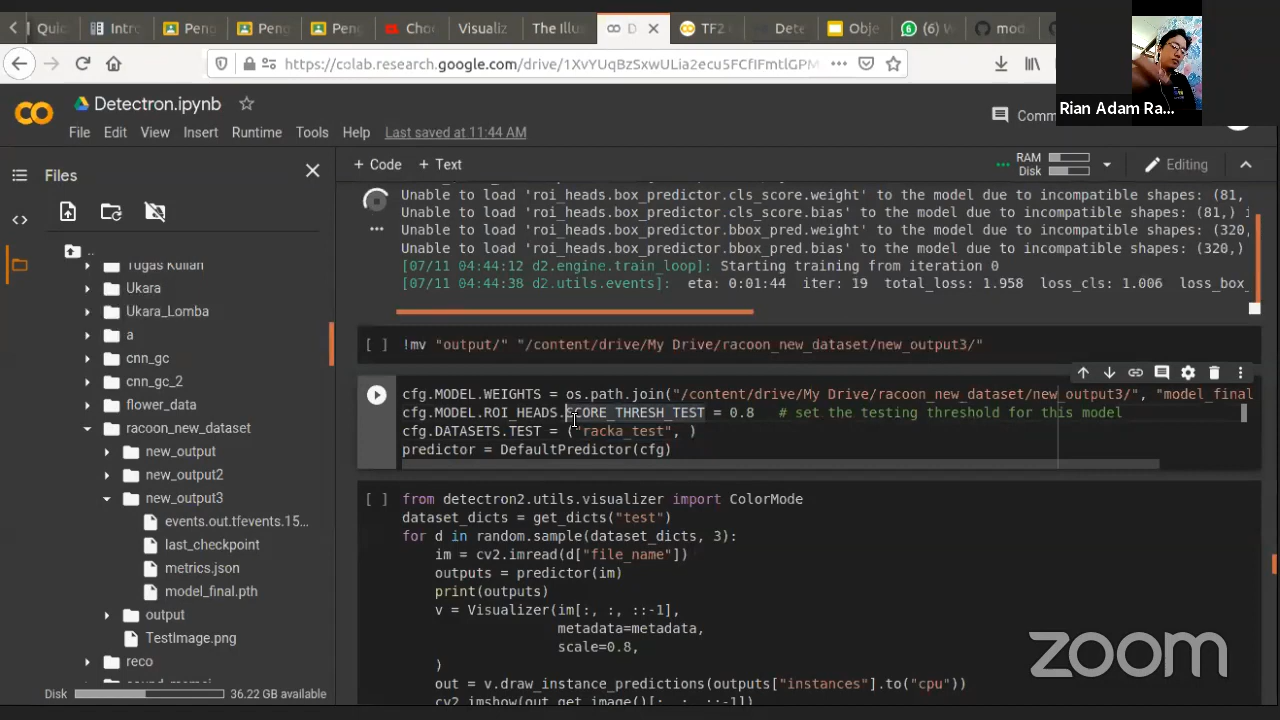 Quic
Intro
Peng
Peng
Peng
Choo
Visualiz
The Illus
D
TF2
Dete
Obje
(6) W
mod
https://colab.research.google.com/drive/1XvYUqBzSxwULia2ecu5FCfIFmtlGPM
Rian Adam Ra...
Detectron.ipynb
Comm
File Edit View Insert Runtime Tools Help Last saved at 11:44 AM
+ Code + Text
RAM
Disk
Editing
Files
..
Tugas Kuliah
Ukara
Ukara_Lomba
a
cnn_gc
cnn_gc_2
flower_data
racoon_new_dataset
new_output
new_output2
new_output3
events.out.tfevents.15...
last_checkpoint
metrics.json
model_final.pth
output
TestImage.png
reco
Disk 36.22 GB available
Unable to load 'roi_heads.box_predictor.cls_score.weight' to the model due to incompatible shapes: (81,
Unable to load 'roi_heads.box_predictor.cls_score.bias' to the model due to incompatible shapes: (81,) i
Unable to load 'roi_heads.box_predictor.bbox_pred.weight' to the model due to incompatible shapes: (320,
Unable to load 'roi_heads.box_predictor.bbox_pred.bias' to the model due to incompatible shapes: (320,)
[07/11 04:44:12 d2.engine.train_loop]: Starting training from iteration 0
[07/11 04:44:38 d2.utils.events]: eta: 0:01:44 iter: 19 total_loss: 1.958 loss_cls: 1.006 loss_box_
[ ] !mv "output/" "/content/drive/My Drive/racoon_new_dataset/new_output3/"
cfg.MODEL.WEIGHTS = os.path.join("/content/drive/My Drive/racoon_new_dataset/new_output3/", "model_final
cfg.MODEL.ROI_HEADS.SCORE_THRESH_TEST = 0.8 # set the testing threshold for this model
cfg.DATASETS.TEST = ("racka_test", )
predictor = DefaultPredictor(cfg)
[ ] from detectron2.utils.visualizer import ColorMode
dataset_dicts = get_dicts("test")
for d in random.sample(dataset_dicts, 3):
im = cv2.imread(d["file_name"])
outputs = predictor(im)
print(outputs)
v = Visualizer(im[:, :, ::-1],
metadata=metadata,
scale=0.8,
)
out = v.draw_instance_predictions(outputs["instances"].to("cpu"))
cv2_imshow(out.get_image()[:, :, ::-1])
zoom